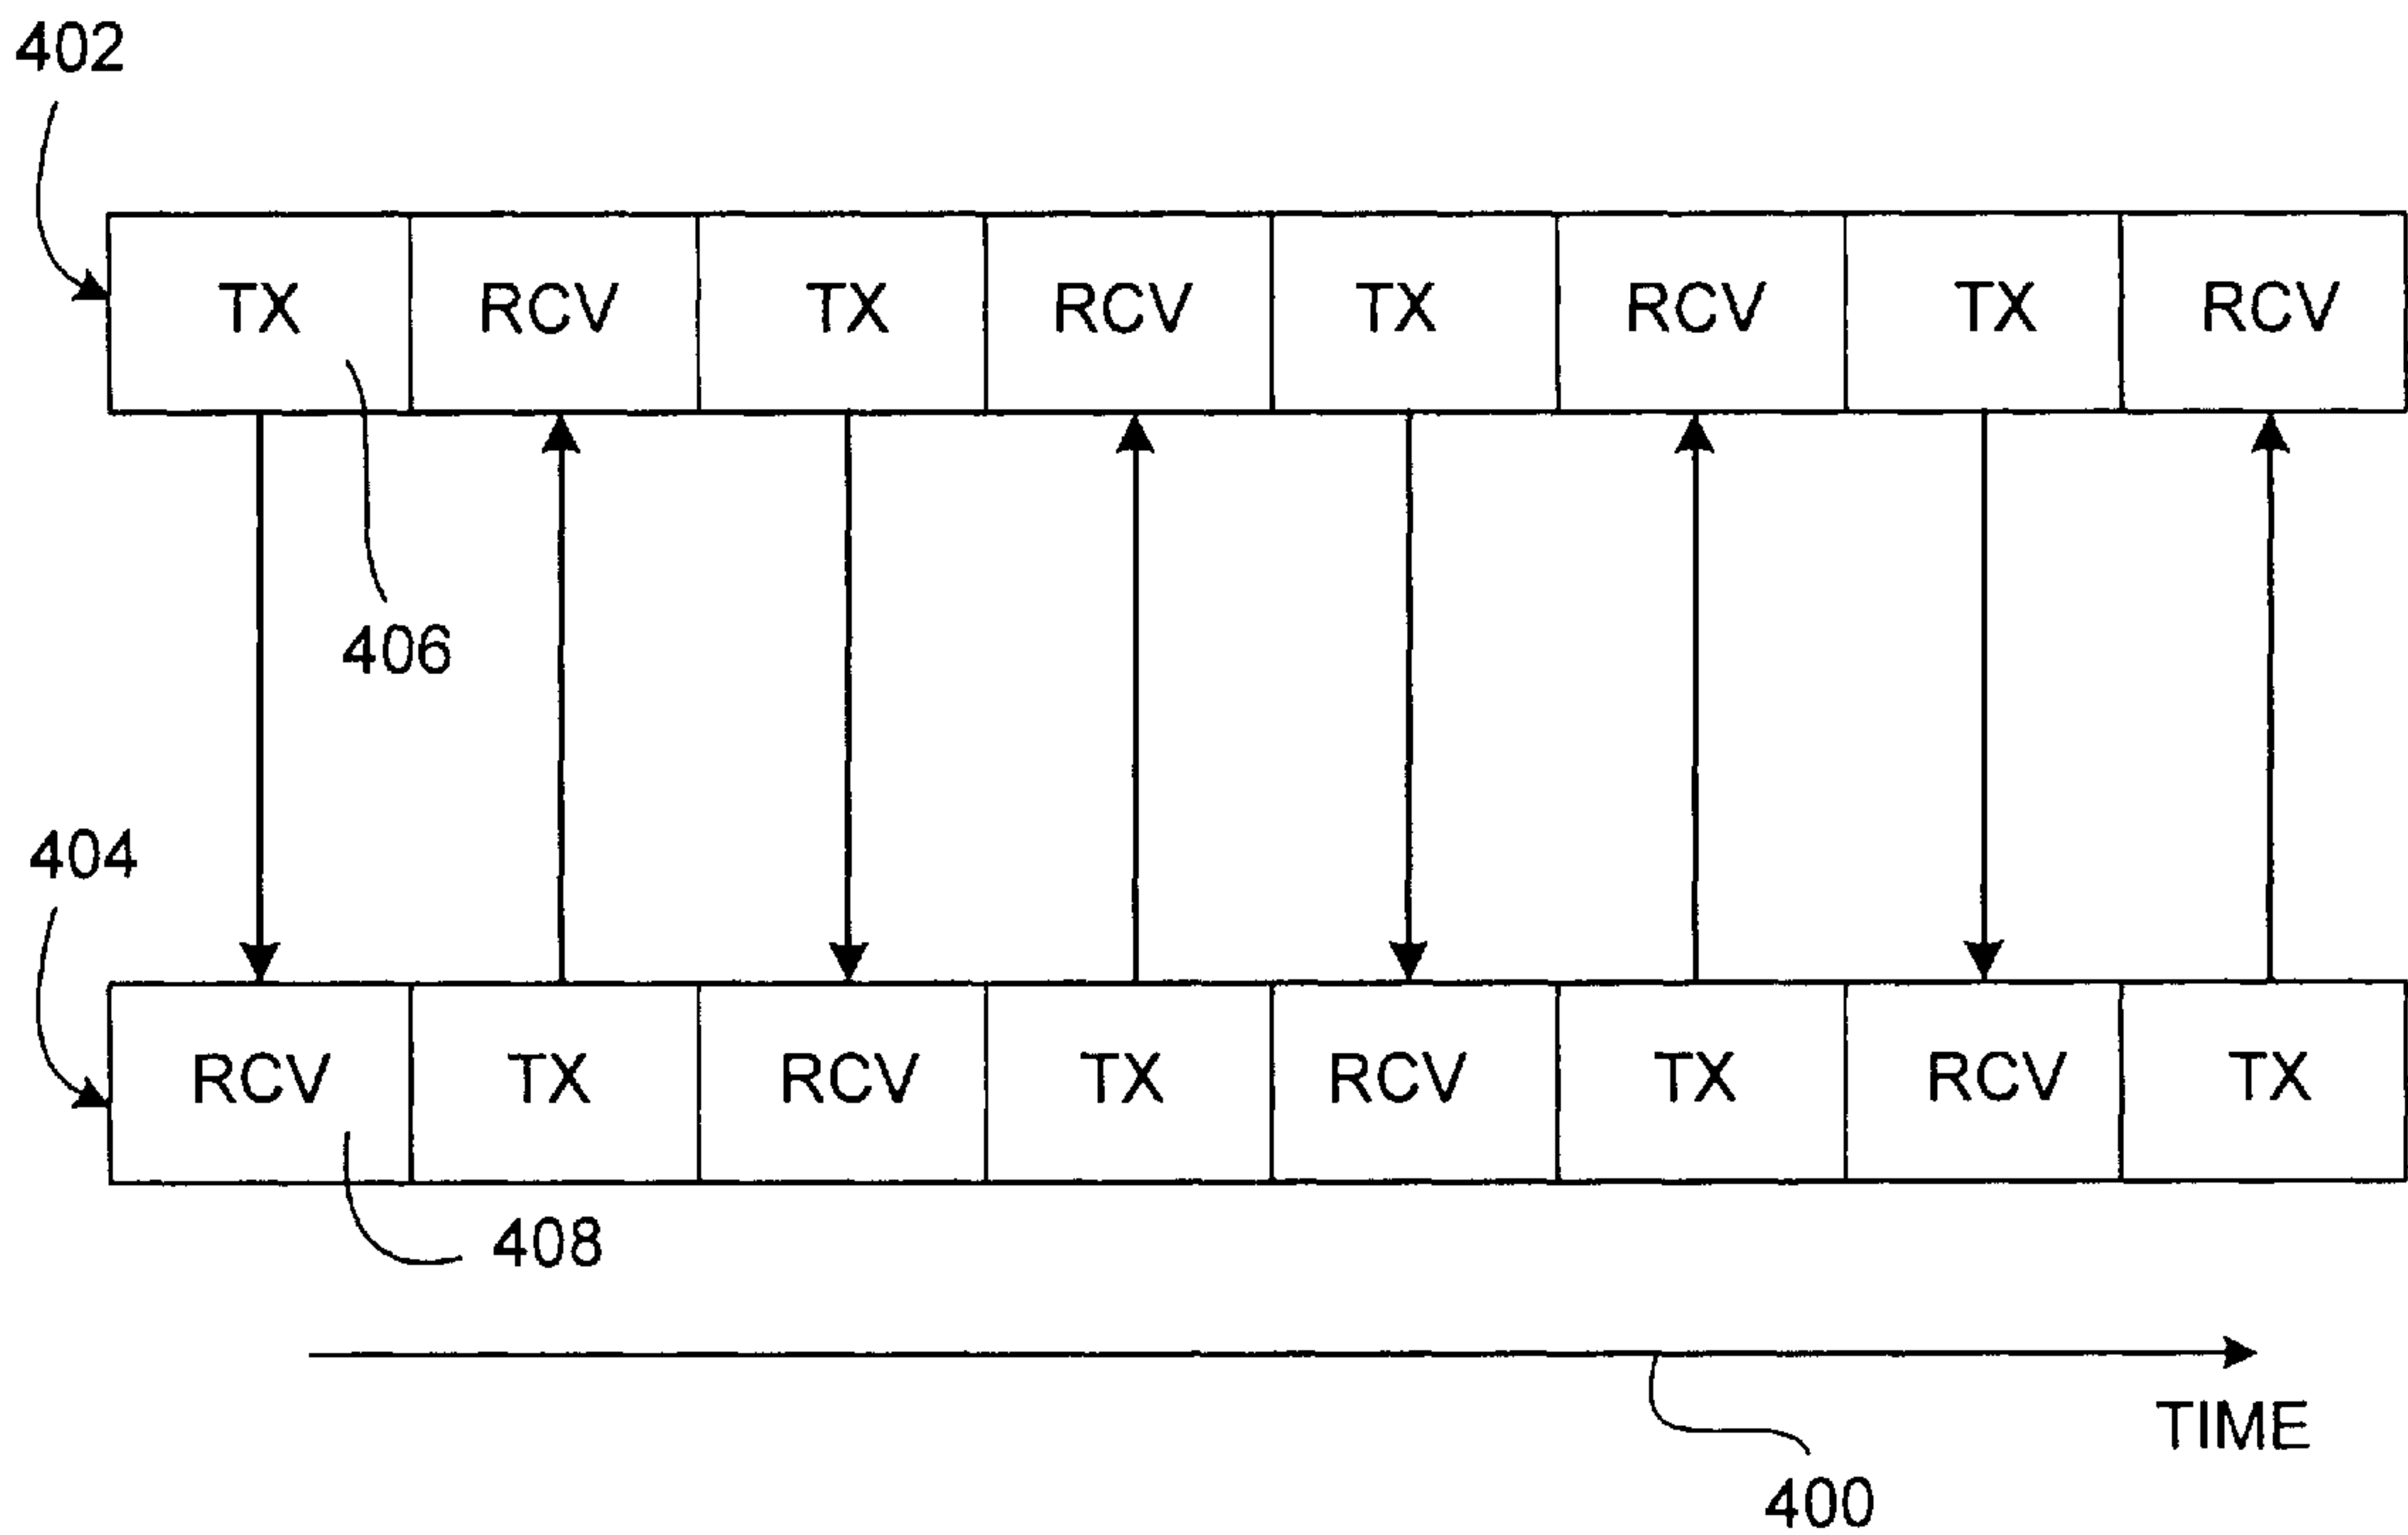 402
TX RCV TX RCV TX RCV TX RCV
406
404
RCV TX RCV TX RCV TX RCV TX
408
TIME
400